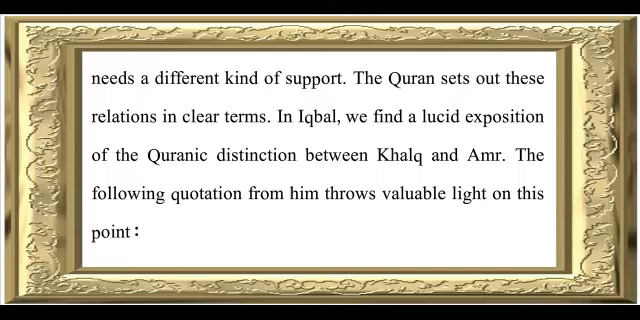 needs a different kind of support. The Quran sets out these
relations in clear terms. In Iqbal, we find a lucid exposition
of the Quranic distinction between Khalq and Amr. The
following quotation from him throws valuable light on this
point: